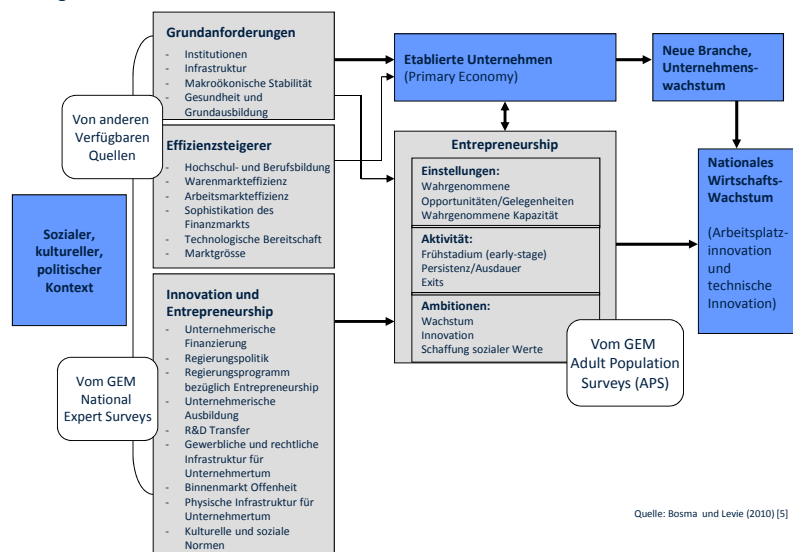 Sozialer,
kultureller,
politischer
Kontext
Von anderen
Verfügbaren
Quellen
Vom GEM
National
Expert Surveys
Grundanforderungen
- Institutionen
- Infrastruktur
- Makroökonische Stabilität
- Gesundheit und
Grundausbildung
Effizienzsteigerer
- Hochschul- und Berufsbildung
- Warenmarkteffizienz
- Arbeitsmarkteffizienz
- Sophistikation des
Finanzmarkts
- Technologische Bereitschaft
- Marktgrösse
Innovation und
Entrepreneurship
- Unternehmerische
Finanzierung
- Regierungspolitik
- Regierungsprogramm
bezüglich Entrepreneurship
- Unternehmerische
Ausbildung
- R&D Transfer
- Gewerbliche und rechtliche
Infrastruktur für
Unternehmertum
- Binnenmarkt Offenheit
- Physische Infrastruktur für
Unternehmertum
- Kulturelle und soziale
Normen
Etablierte Unternehmen
(Primary Economy)
Entrepreneurship
Einstellungen:
Wahrgenommene
Opportunitäten/Gelegenheiten
Wahrgenommene Kapazität
Aktivität:
Frühstadium (early-stage)
Persistenz/Ausdauer
Exits
Ambitionen:
Wachstum
Innovation
Schaffung sozialer Werte
Vom GEM
Adult Population
Surveys (APS)
Neue Branche,
Unternehmens-
wachstum
Nationales
Wirtschafts-
Wachstum
(Arbeitsplatz-
innovation
und
technische
Innovation)
Quelle: Bosma und Levie (2010) [5]